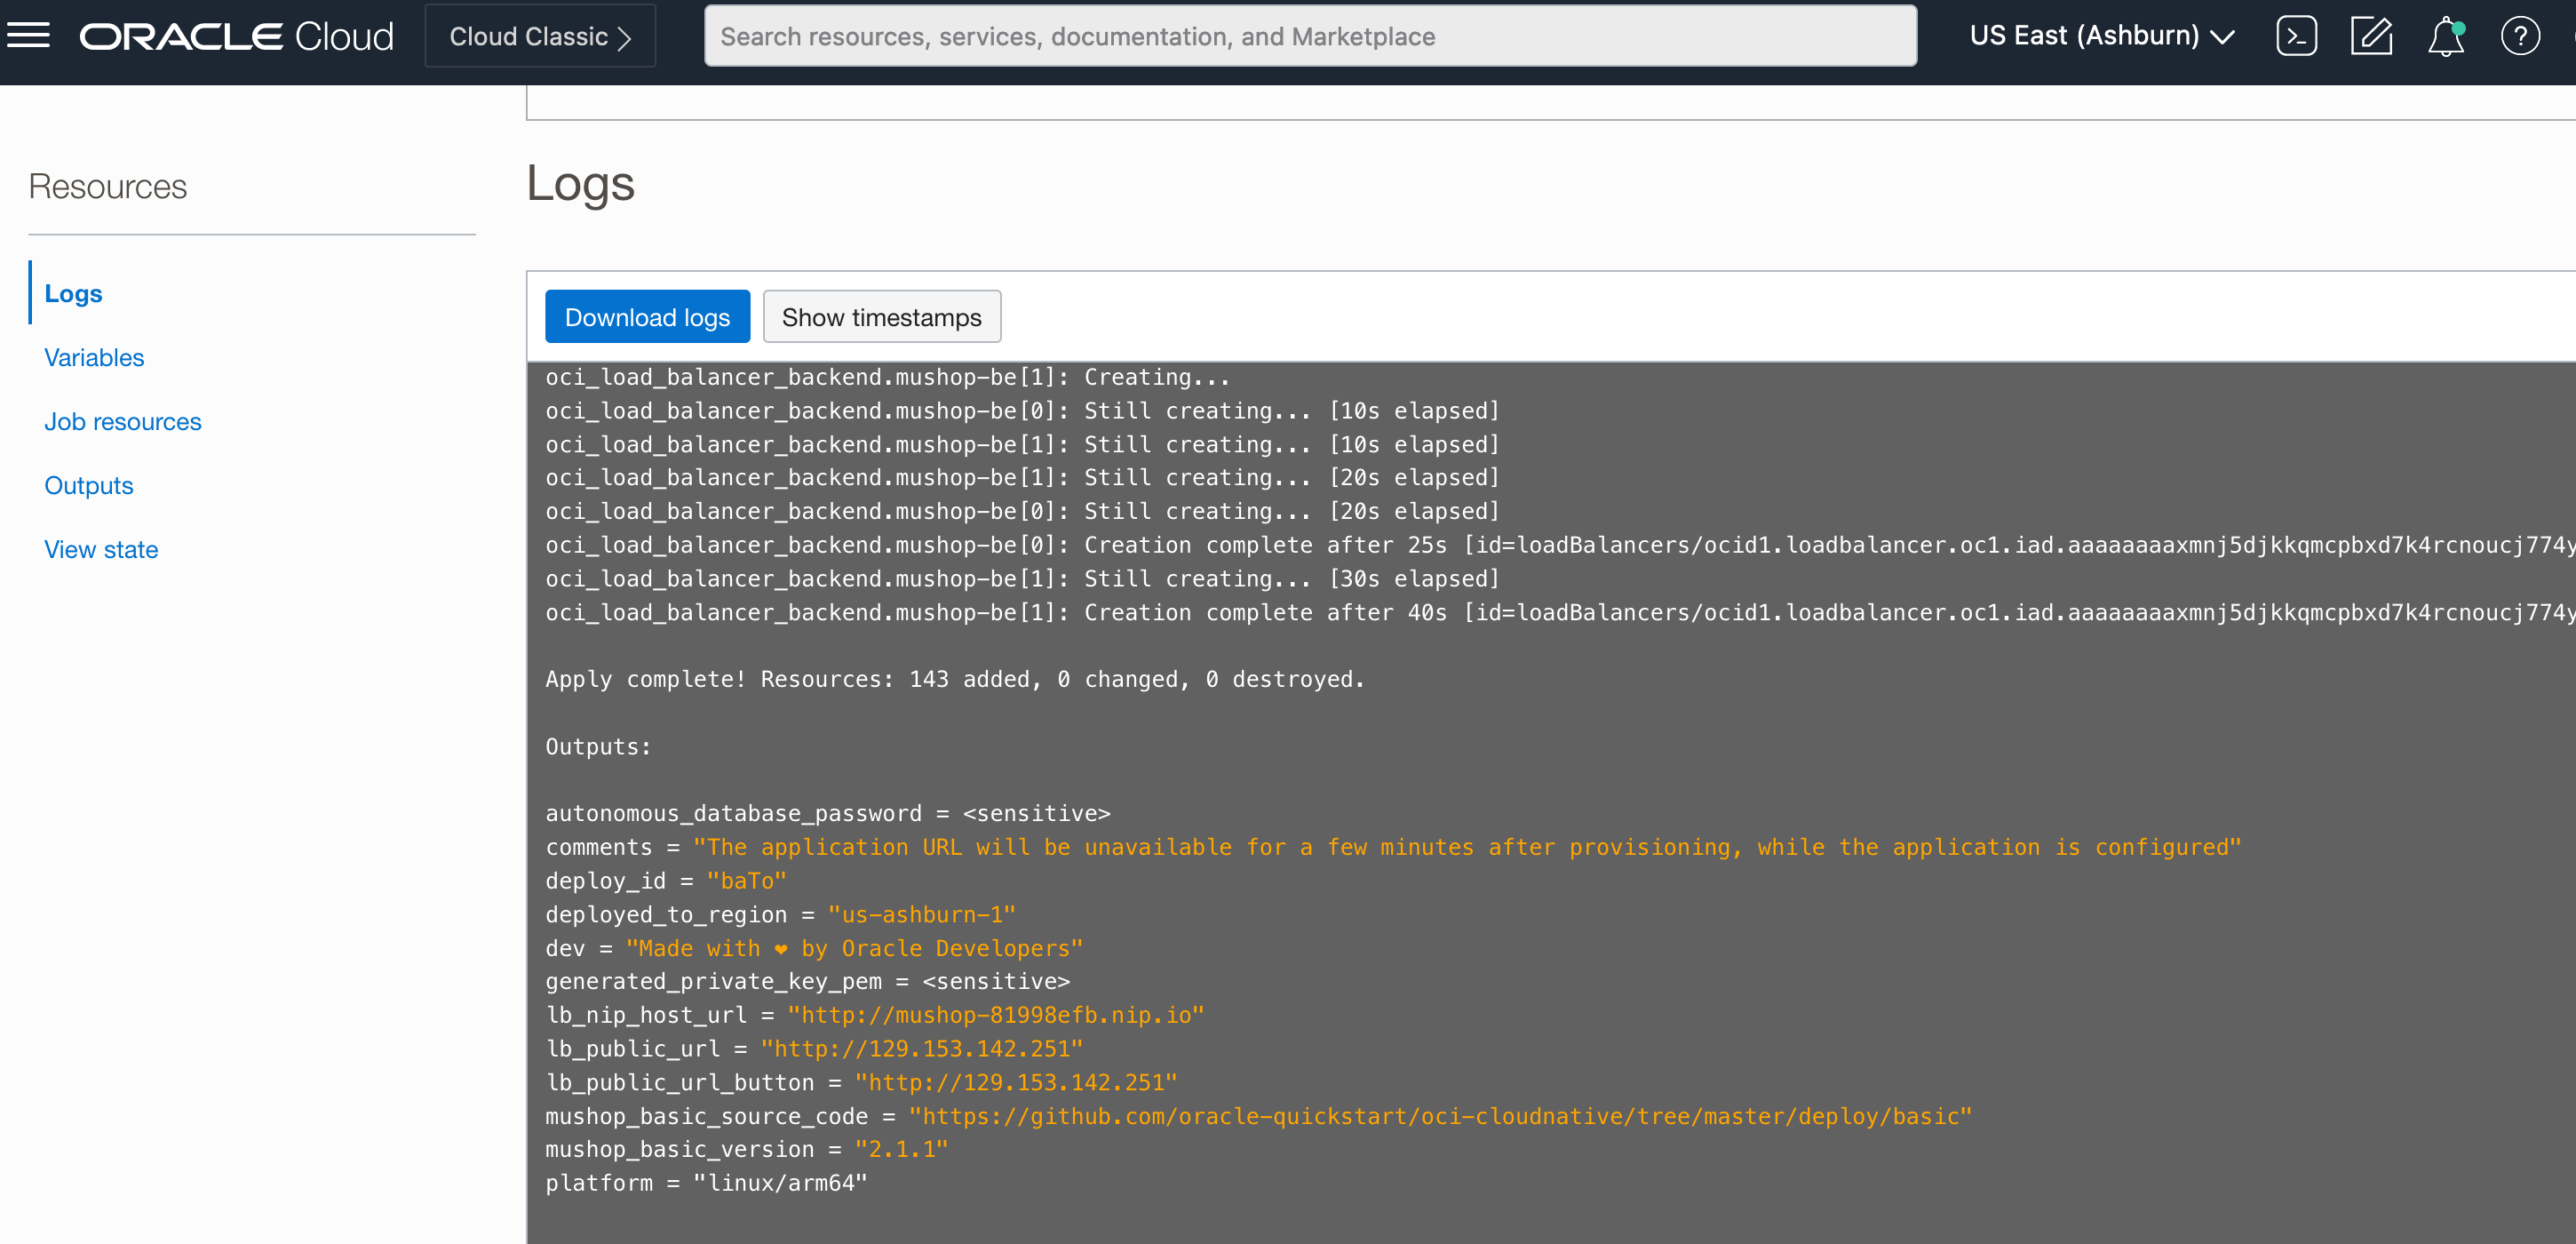 ORACLE Cloud
Cloud Classic
Search resources, services, documentation, and Marketplace
US East (Ashburn)
Resources
Logs
Variables
Job resources
Outputs
View state
Logs
Download logs
Show timestamps
oci_load_balancer_backend.mushop-be[1]: Creating...
oci_load_balancer_backend.mushop-be[0]: Still creating... [10s elapsed]
oci_load_balancer_backend.mushop-be[1]: Still creating... [10s elapsed]
oci_load_balancer_backend.mushop-be[1]: Still creating... [20s elapsed]
oci_load_balancer_backend.mushop-be[0]: Still creating... [20s elapsed]
oci_load_balancer_backend.mushop-be[0]: Creation complete after 25s [id=loadBalancers/ocid1.loadbalancer.oc1.iad.aaaaaaaaxmnj5djkkqmcpbxd7k4rcnoucj774y
oci_load_balancer_backend.mushop-be[1]: Still creating... [30s elapsed]
oci_load_balancer_backend.mushop-be[1]: Creation complete after 40s [id=loadBalancers/ocid1.loadbalancer.oc1.iad.aaaaaaaaxmnj5djkkqmcpbxd7k4rcnoucj774y
Apply complete! Resources: 143 added, 0 changed, 0 destroyed.
Outputs:
autonomous_database_password = <sensitive>
comments = "The application URL will be unavailable for a few minutes after provisioning, while the application is configured"
deploy_id = "baTo"
deployed_to_region = "us-ashburn-1"
dev = "Made with ❤ by Oracle Developers"
generated_private_key_pem = <sensitive>
lb_nip_host_url = "http://mushop-81998efb.nip.io"
lb_public_url = "http://129.153.142.251"
lb_public_url_button = "http://129.153.142.251"
mushop_basic_source_code = "https://github.com/oracle-quickstart/oci-cloudnative/tree/master/deploy/basic"
mushop_basic_version = "2.1.1"
platform = "linux/arm64"